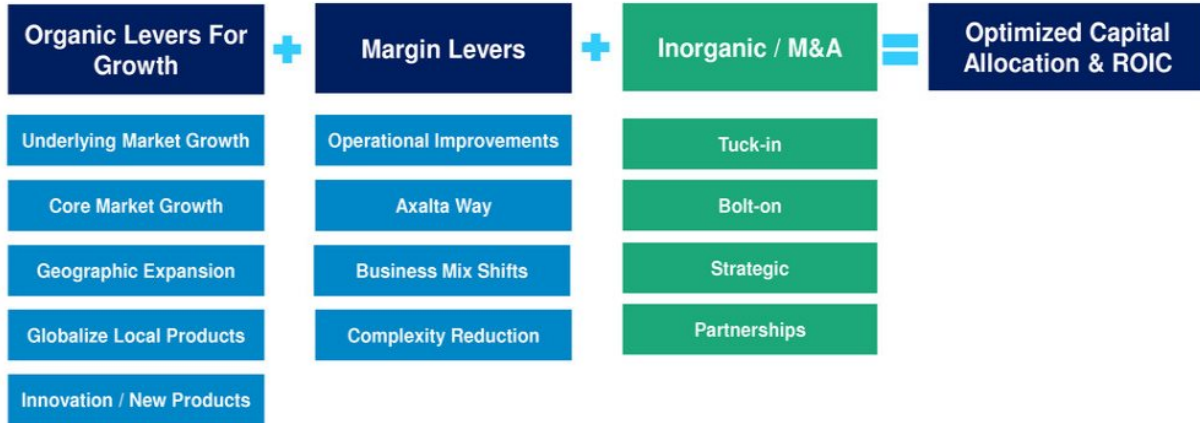 Organic Levers For
Growth
+
Margin Levers
+
Inorganic / M&A
=
Optimized Capital
Allocation & ROIC
Underlying Market Growth
Core Market Growth
Geographic Expansion
Globalize Local Products
Innovation / New Products
Operational Improvements
Axalta Way
Business Mix Shifts
Complexity Reduction
Tuck-in
Bolt-on
Strategic
Partnerships